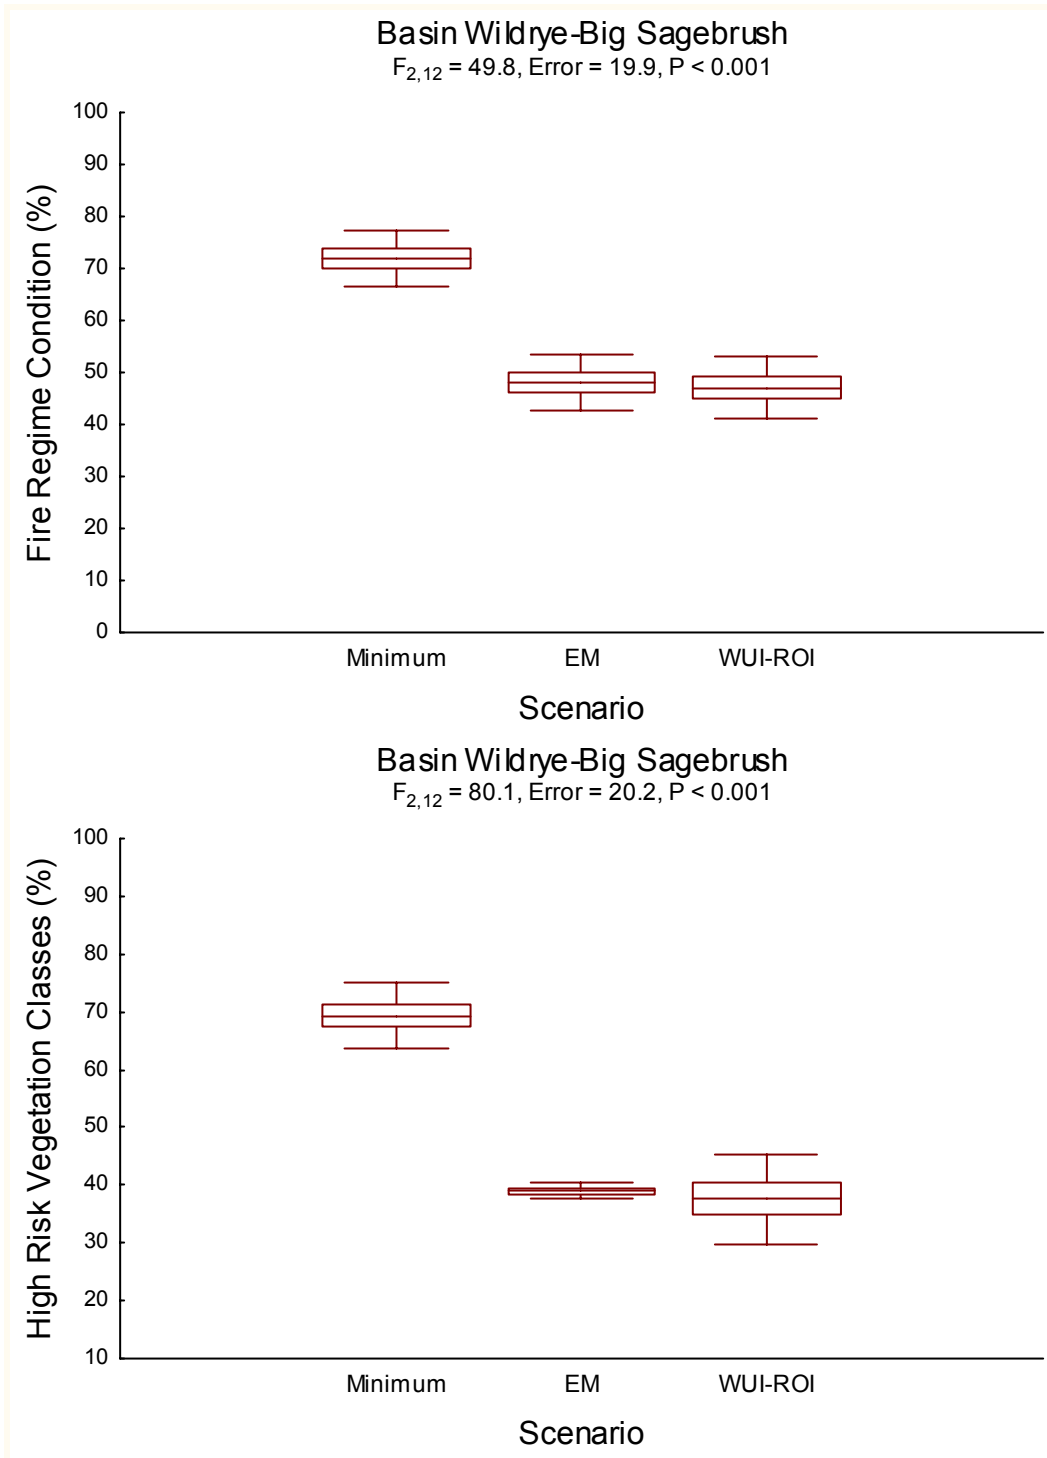 Basin Wildrye-Big Sagebrush
F2,12 = 49.8, Error = 19.9, P < 0.001
Fire Regime Condition (%)
100
90
80
70
60
50
40
30
20
10
0
Minimum EM WUI-ROI
Scenario
Basin Wildrye-Big Sagebrush
F2,12 = 80.1, Error = 20.2, P < 0.001
High Risk Vegetation Classes (%)
100
90
80
70
60
50
40
30
20
10
Minimum EM WUI-ROI
Scenario